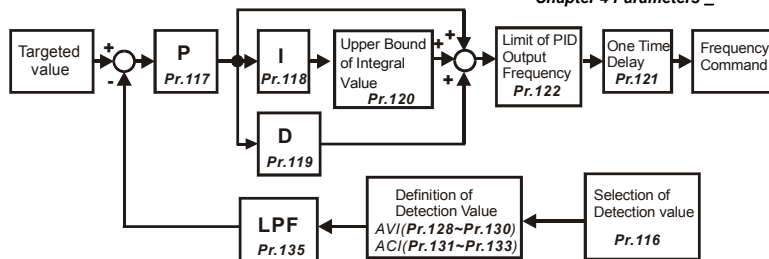 Chapter 4 Parameters _
Targeted
value
+
-
P
Pr.117
I
Pr.118
Upper Bound
of Integral
Value
Pr.120
+
+
+
Limit of PID
Output
Frequency
Pr.122
One Time
Delay
Pr.121
Frequency
Command
D
Pr.119
LPF
Pr.135
Definition of
Detection Value
AVI(Pr.128~Pr.130)
ACI(Pr.131~Pr.133)
Selection of
Detection value
Pr.116